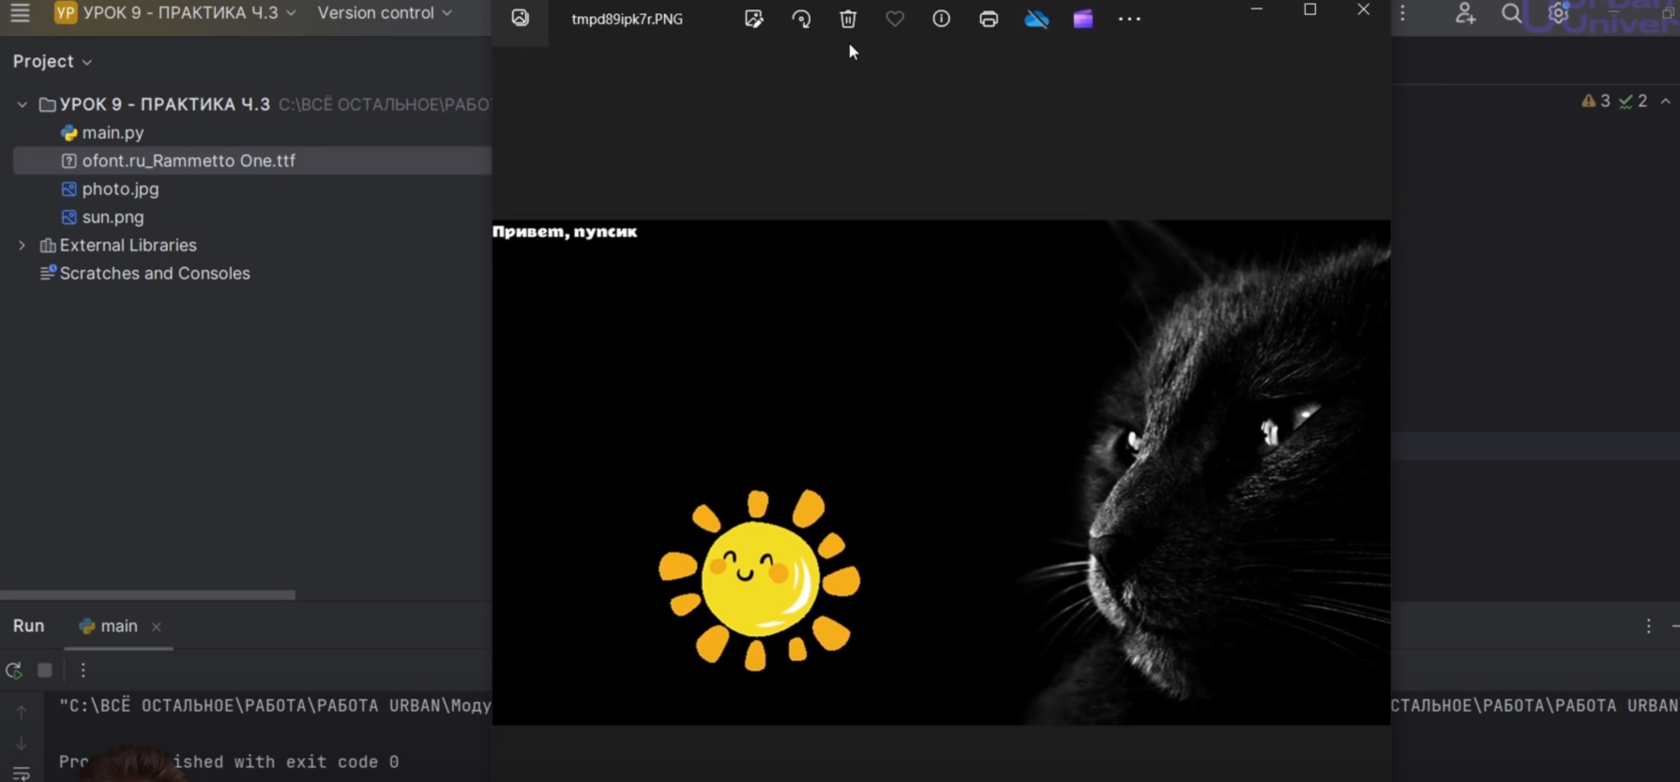 УР УРОК 9 - ПРАКТИКА Ч.3 Version control
tmpd89ipk7r.PNG
Univer
Project
УРОК 9 - ПРАКТИКА Ч.3 C:\ВСЁ ОСТАЛЬНОЕ\РАБО
3 2
main.py
ofont.ru_Rammetto One.ttf
photo.jpg
sun.png
External Libraries
Scratches and Consoles
Привет, пупсик
Run main
"C:\ВСЁ ОСТАЛЬНОЕ\РАБОТА\РАБОТА URBAN\Моду
СТАЛЬНОЕ\РАБОТА\РАБОТА URBAN
ished with exit code 0